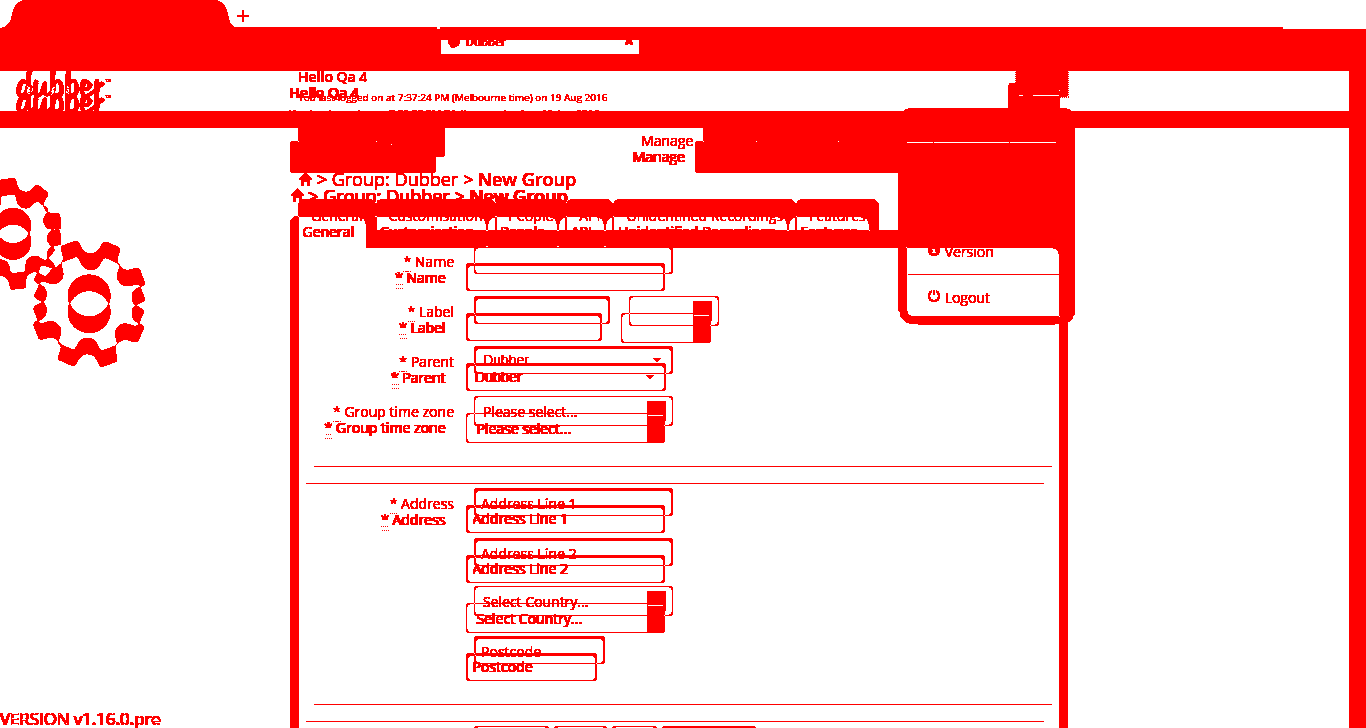 +
Dubber
dubber™
dubber™
Hello Qa 4
Hello Qa 4
You last logged on at 7:37:24 PM (Melbourne time) on 19 Aug 2016
Manage
Manage
> Group: Dubber > New Group
> Group: Dubber > New Group
General Customisation People API Unidentified Recordings Features
General Customisation People API Unidentified Recordings Features
Version
Logout
* Name
* Name
* Label
* Label
* Parent Dubber
* Parent Dubber
* Group time zone Please select...
* Group time zone Please select...
* Address Address Line 1
* Address Address Line 1
Address Line 2
Address Line 2
Select Country...
Select Country...
Postcode
Postcode
VERSION v1.16.0.pre